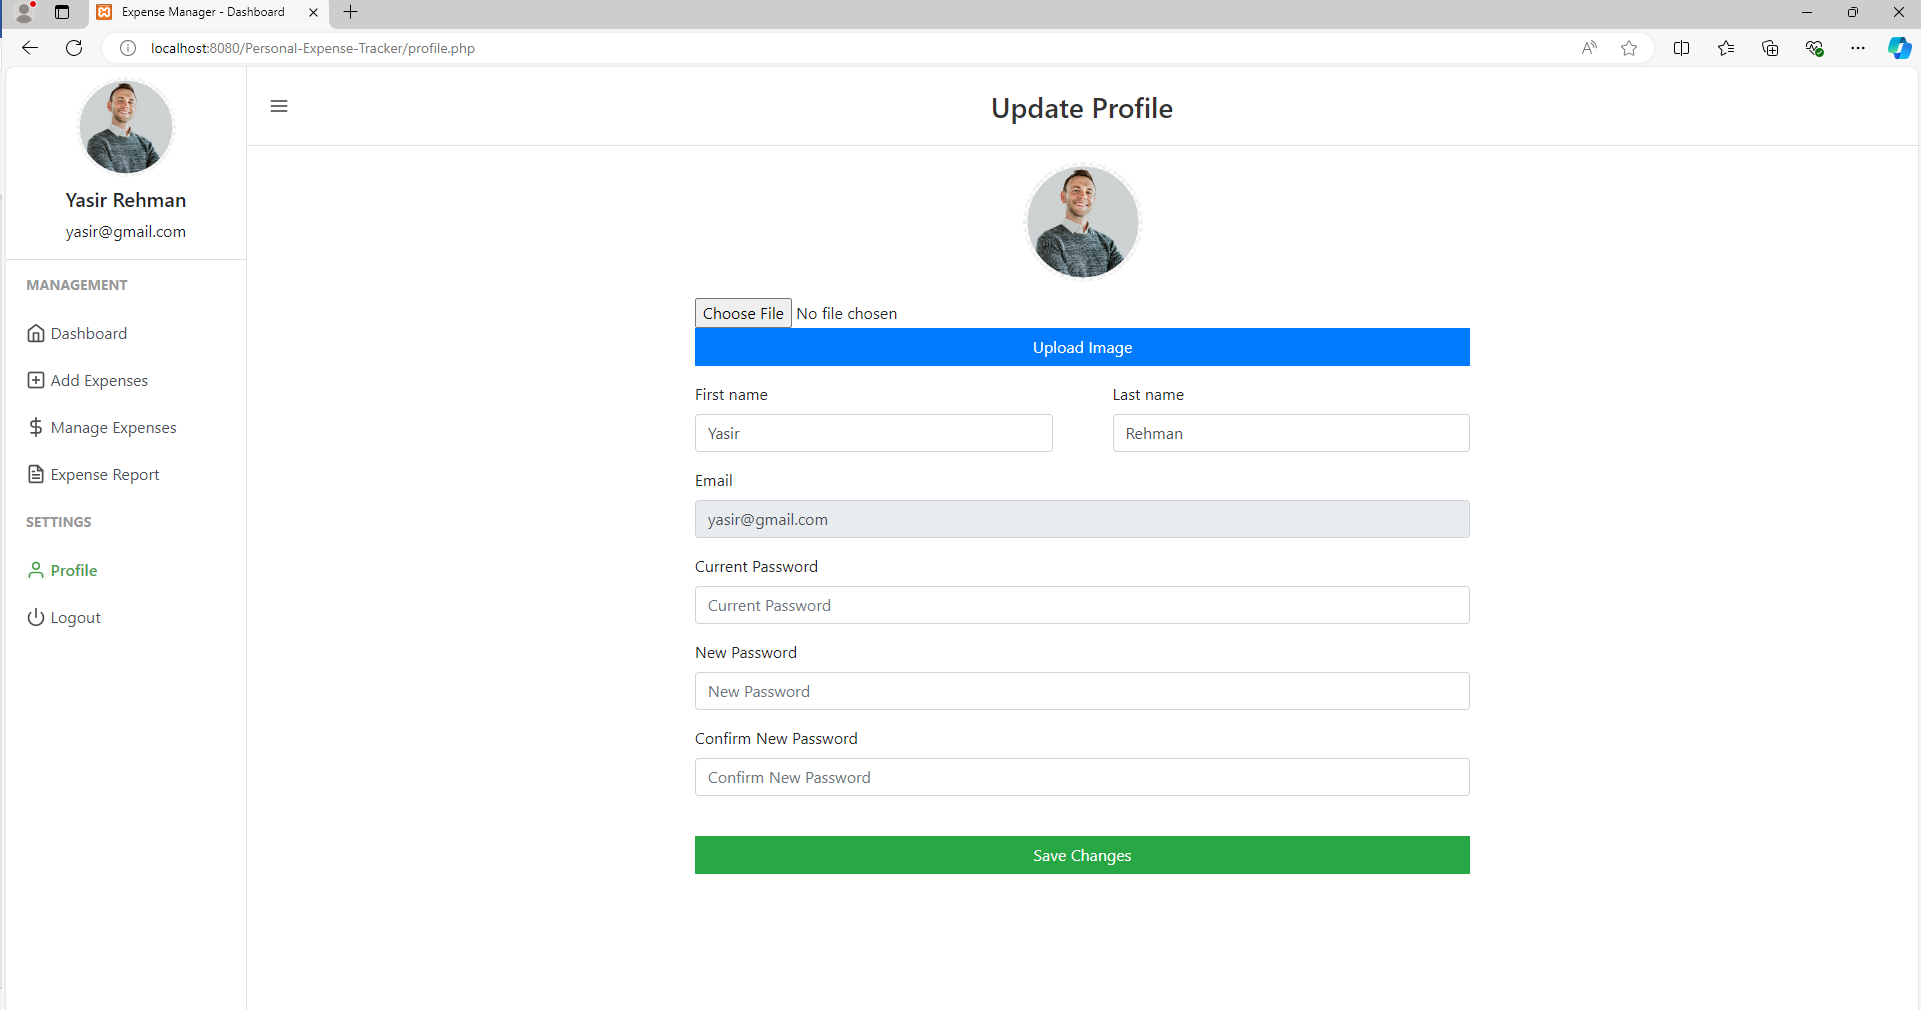 Expense Manager - Dashboard
localhost:8080/Personal-Expense-Tracker/profile.php
Yasir Rehman
yasir@gmail.com
MANAGEMENT
Dashboard
Add Expenses
Manage Expenses
Expense Report
SETTINGS
Profile
Logout
Update Profile
Choose File No file chosen
Upload Image
First name Last name
Yasir Rehman
Email
yasir@gmail.com
Current Password
Current Password
New Password
New Password
Confirm New Password
Confirm New Password
Save Changes